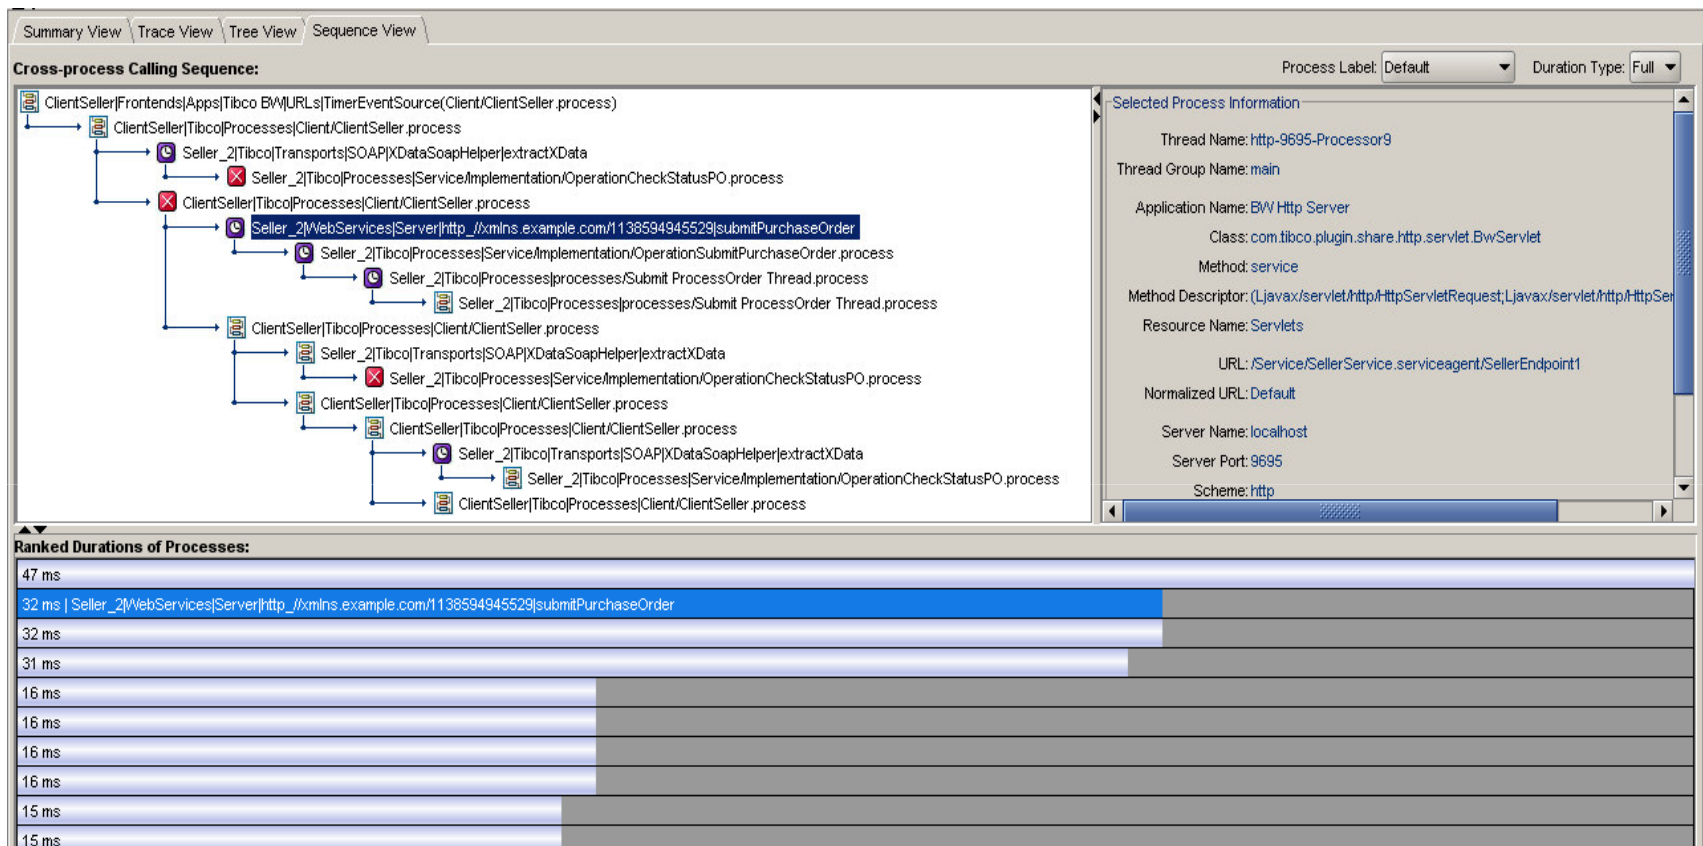 Summary View Trace View Tree View Sequence View
Cross-process Calling Sequence:
Process Label: Default Duration Type: Full
ClientSeller|Frontends|Apps|Tibco BW|URLs|TimerEventSource(Client/ClientSeller.process)
ClientSeller|Tibco|Processes|Client/ClientSeller.process
Seller_2|Tibco|Transports|SOAP|XDataSoapHelper|extractXData
Seller_2|Tibco|Processes|Service/Implementation/OperationCheckStatusPO.process
ClientSeller|Tibco|Processes|Client/ClientSeller.process
Seller_2|WebServices|Server|http_//xmlns.example.com/1138594945529|submitPurchaseOrder
Seller_2|Tibco|Processes|Service/Implementation/OperationSubmitPurchaseOrder.process
Seller_2|Tibco|Processes|processes/Submit ProcessOrder Thread.process
Seller_2|Tibco|Processes|processes/Submit ProcessOrder Thread.process
ClientSeller|Tibco|Processes|Client/ClientSeller.process
Seller_2|Tibco|Transports|SOAP|XDataSoapHelper|extractXData
Seller_2|Tibco|Processes|Service/Implementation/OperationCheckStatusPO.process
ClientSeller|Tibco|Processes|Client/ClientSeller.process
ClientSeller|Tibco|Processes|Client/ClientSeller.process
Seller_2|Tibco|Transports|SOAP|XDataSoapHelper|extractXData
Seller_2|Tibco|Processes|Service/Implementation/OperationCheckStatusPO.process
ClientSeller|Tibco|Processes|Client/ClientSeller.process
Selected Process Information
Thread Name: http-9695-Processor9
Thread Group Name: main
Application Name: BW Http Server
Class: com.tibco.plugin.share.http.servlet.BwServlet
Method: service
Method Descriptor: (Ljavax/servlet/http/HttpServletRequest;Ljavax/servlet/http/HttpSer
Resource Name: Servlets
URL: /Service/SellerService.serviceagent/SellerEndpoint1
Normalized URL: Default
Server Name: localhost
Server Port: 9695
Scheme: http
Ranked Durations of Processes:
47 ms
32 ms | Seller_2|WebServices|Server|http_//xmlns.example.com/1138594945529|submitPurchaseOrder
32 ms
31 ms
16 ms
16 ms
16 ms
16 ms
15 ms
15 ms